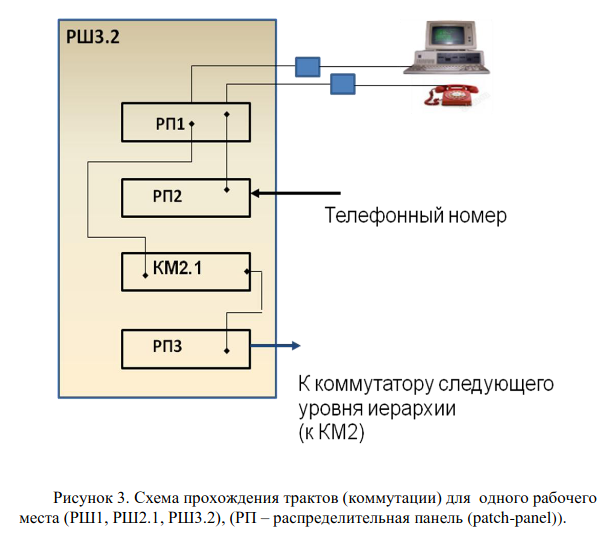 РШ3.2
РП1
РП2
Телефонный номер
КМ2.1
РП3
К коммутатору следующего
уровня иерархии
(к КМ2)
Рисунок 3. Схема прохождения трактов (коммутации) для одного рабочего
места (РШ1, РШ2.1, РШ3.2), (РП – распределительная панель (patch-panel)).